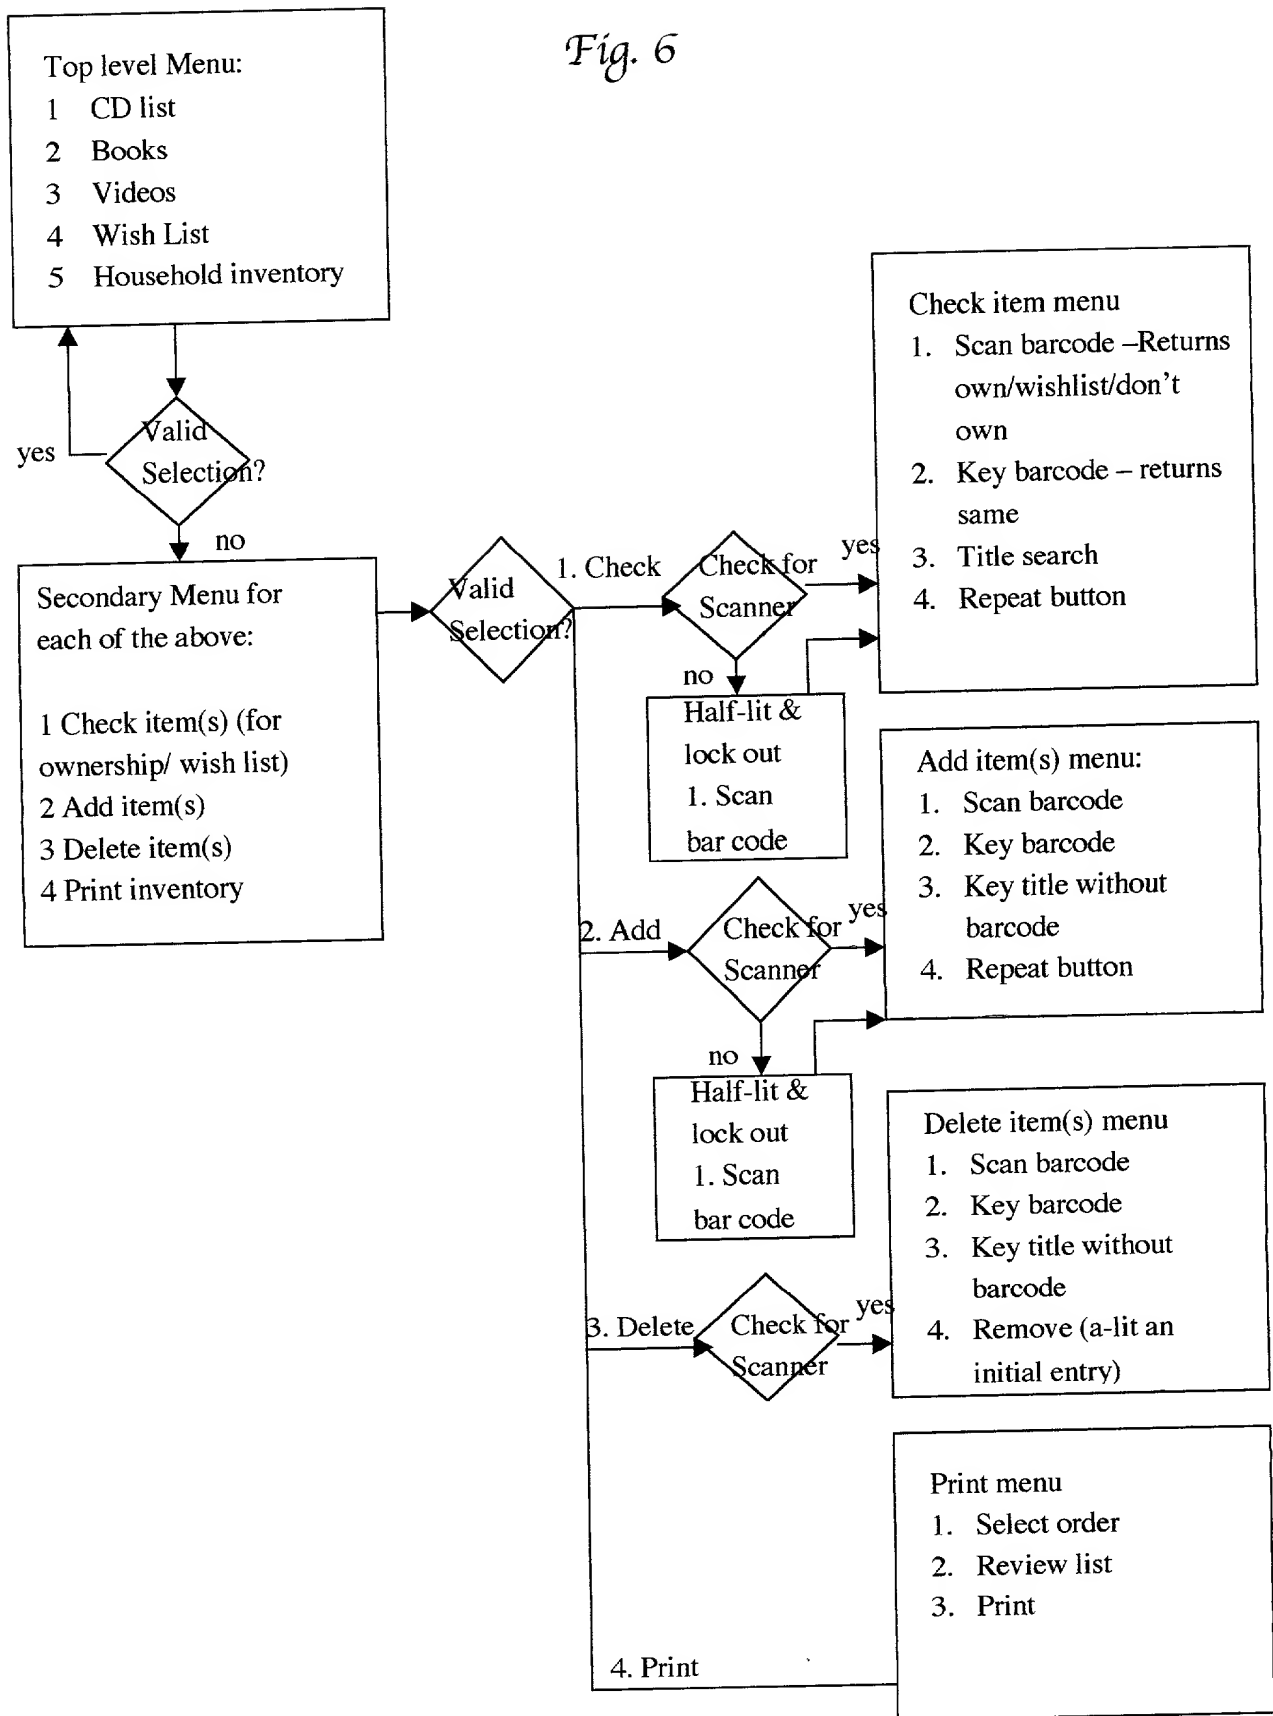 Fig. 6
Top level Menu:
1 CD list
2 Books
3 Videos
4 Wish List
5 Household inventory
Valid
Selection?
yes
no
Secondary Menu for
each of the above:
1 Check item(s) (for
ownership/ wish list)
2 Add item(s)
3 Delete item(s)
4 Print inventory
Valid
Selection?
1. Check
Check for
Scanner
yes
no
Half-lit &
lock out
1. Scan
bar code
Check item menu
1. Scan barcode –Returns
own/wishlist/don't
own
2. Key barcode – returns
same
3. Title search
4. Repeat button
2. Add
Check for
Scanner
yes
no
Half-lit &
lock out
1. Scan
bar code
Add item(s) menu:
1. Scan barcode
2. Key barcode
3. Key title without
barcode
4. Repeat button
3. Delete
Check for
Scanner
yes
Delete item(s) menu
1. Scan barcode
2. Key barcode
3. Key title without
barcode
4. Remove (a-lit an
initial entry)
4. Print
Print menu
1. Select order
2. Review list
3. Print